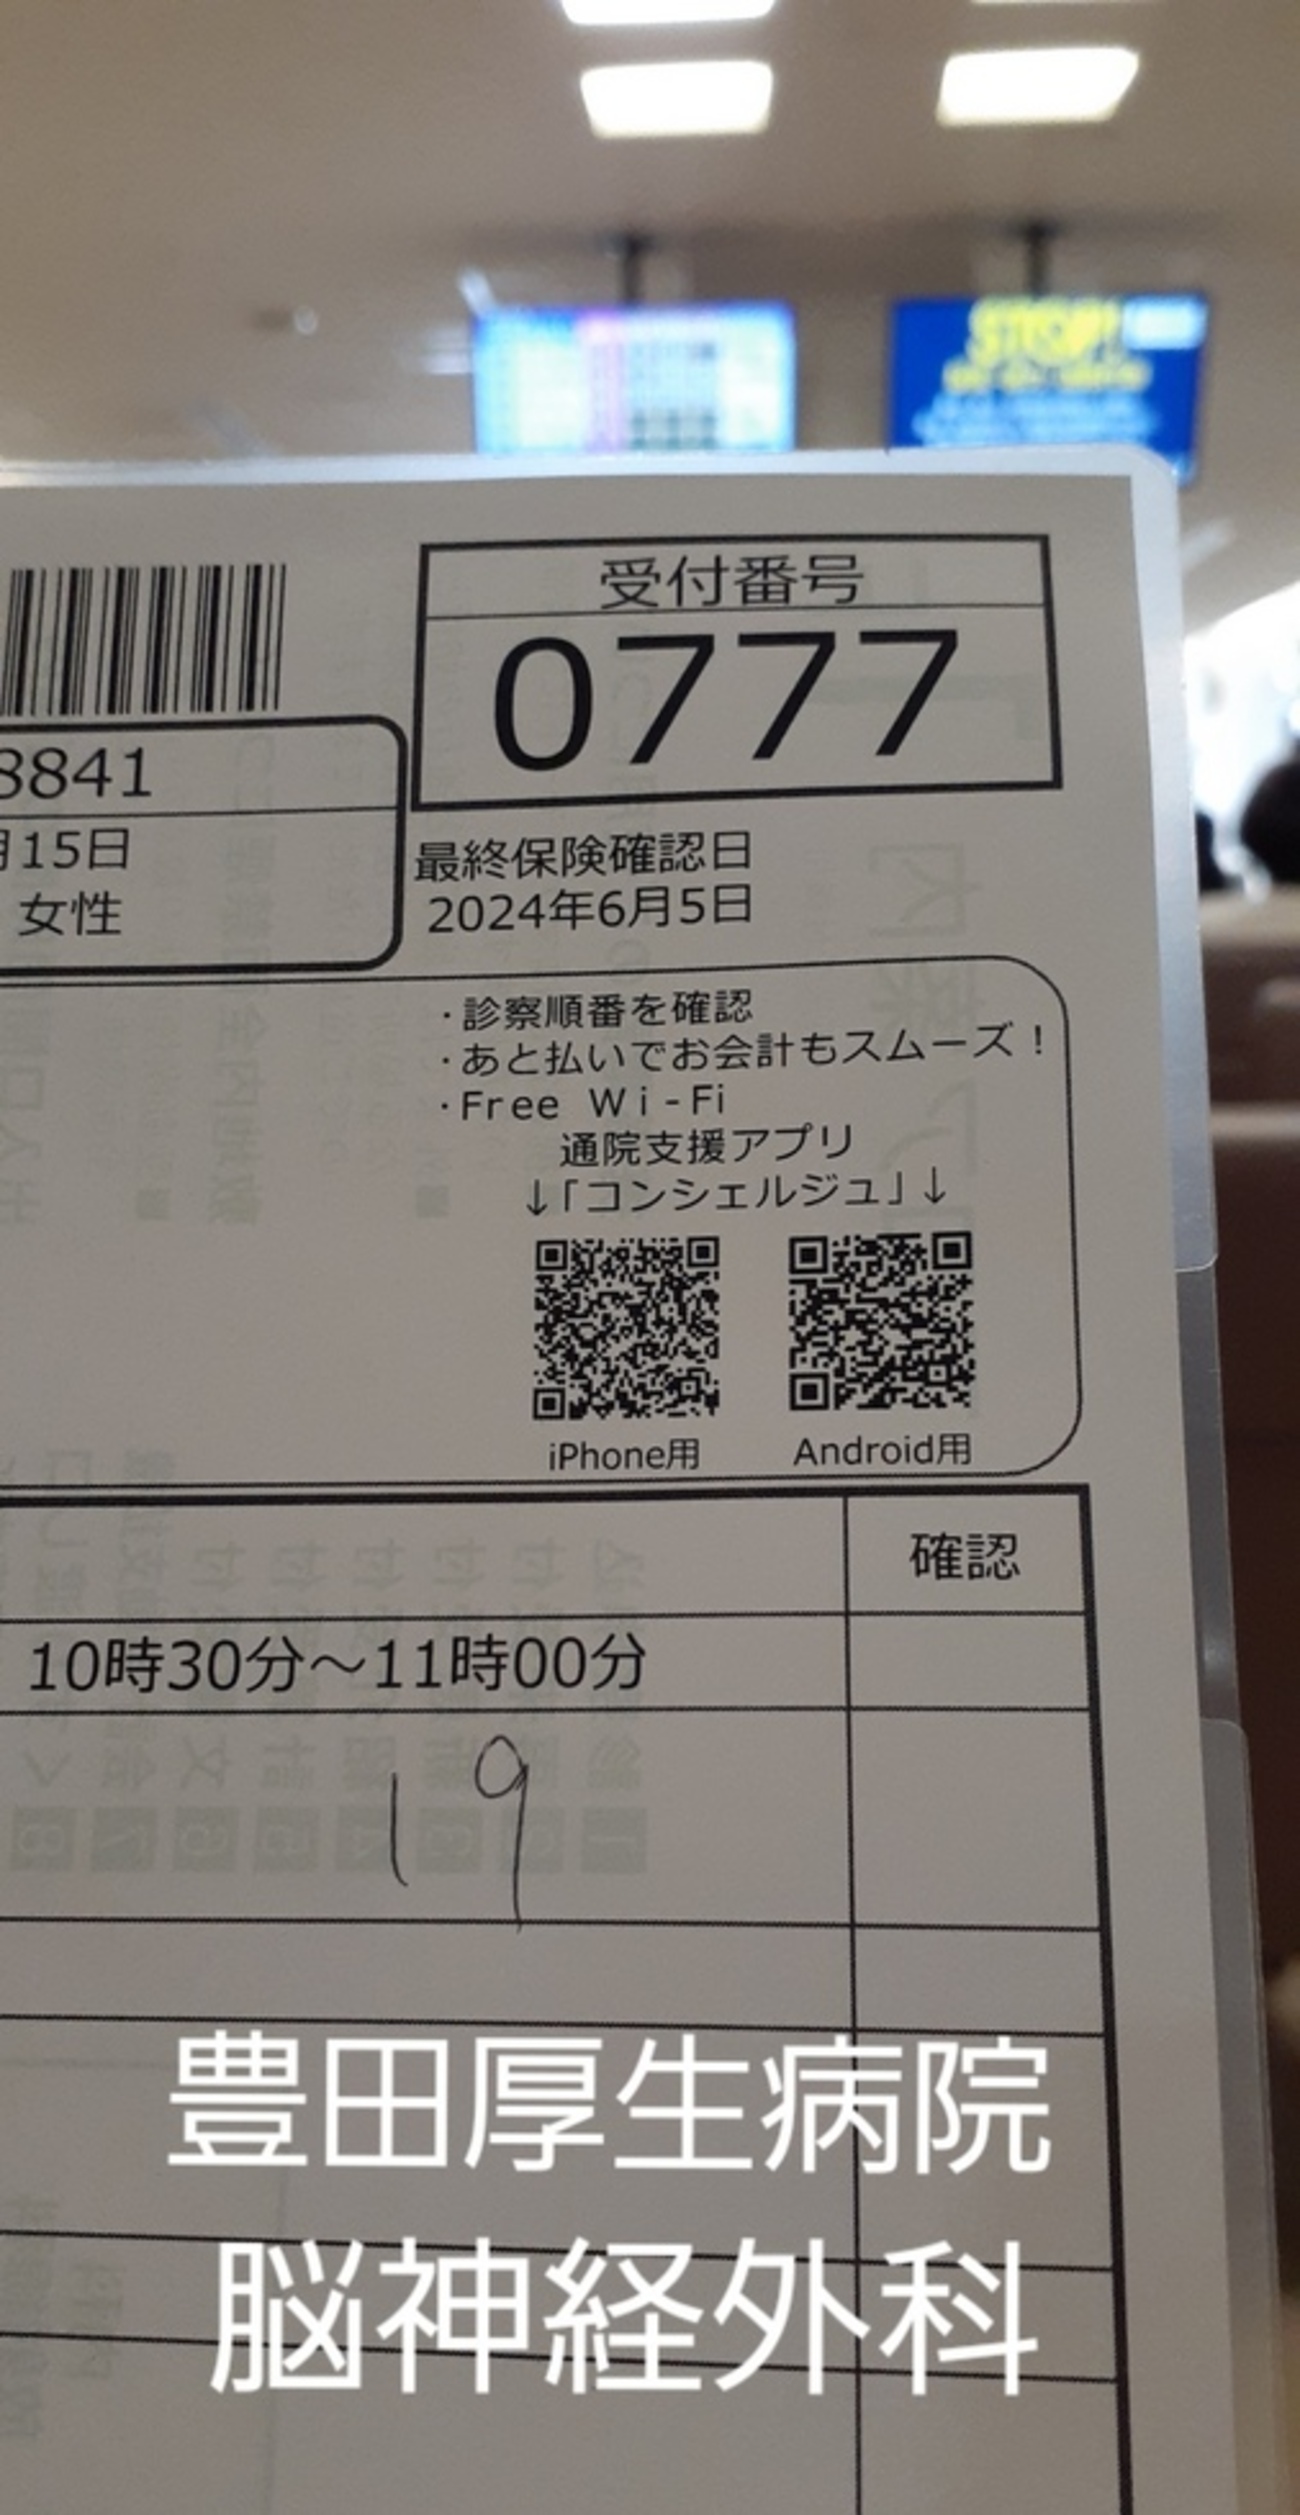 受付番号
0777
8841
月15日
女性
最終保険確認日
2024年6月5日
・診察順番を確認
・あと払いでお会計もスムーズ！
・Free Wi-Fi
通院支援アプリ
↓「コンシェルジュ」↓
iPhone用 Android用
確認
10時30分～11時00分
19
豊田厚生病院
脳神経外科